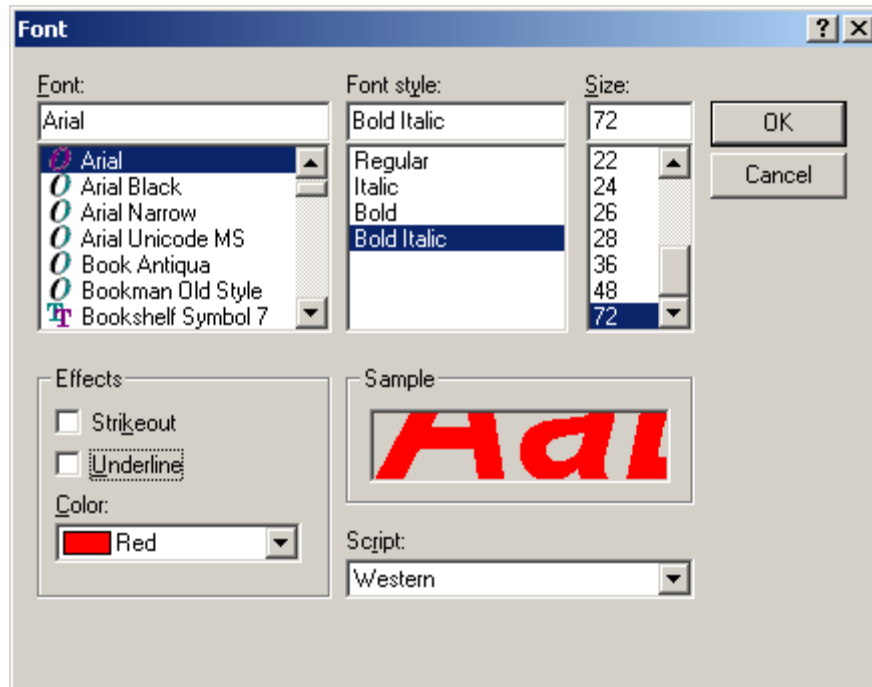 Font
Font:
Arial
Arial
Arial Black
Arial Narrow
Arial Unicode MS
Book Antiqua
Bookman Old Style
Bookshelf Symbol 7
Font style:
Bold Italic
Regular
Italic
Bold
Bold Italic
Size:
72
22
24
26
28
36
48
72
OK
Cancel
Effects
Strikeout
Underline
Color:
Red
Sample
Aa
Script:
Western